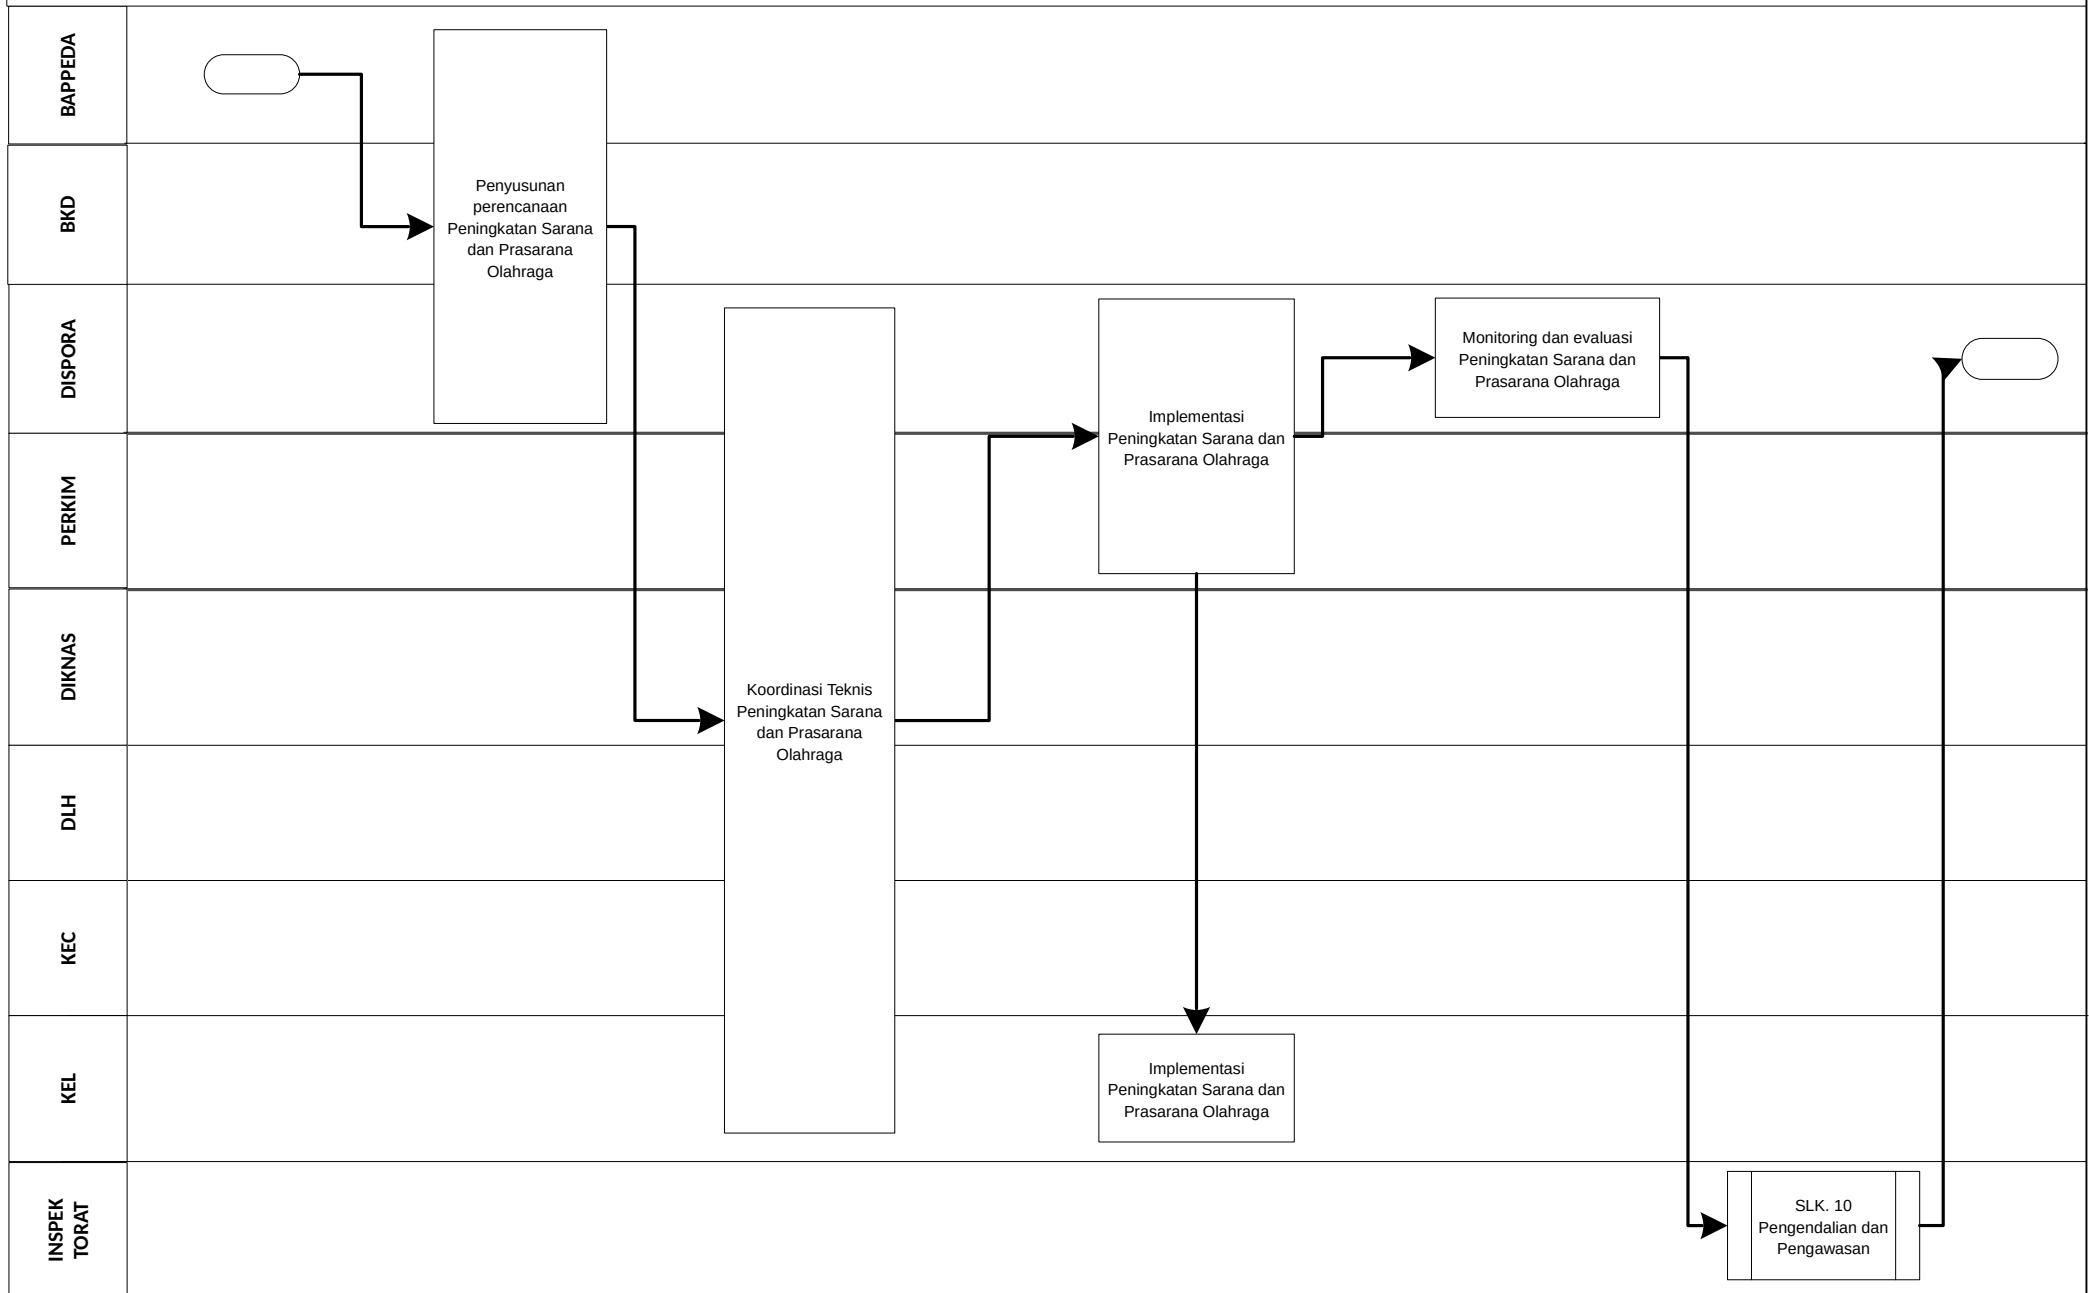 BAPPEDA
BKD
DISPORA
PERKIM
DIKNAS
DLH
KEC
KEL
INSPEK
TORAT
Penyusunan
perencanaan
Peningkatan Sarana
dan Prasarana
Olahraga
Koordinasi Teknis
Peningkatan Sarana
dan Prasarana
Olahraga
Implementasi
Peningkatan Sarana dan
Prasarana Olahraga
Implementasi
Peningkatan Sarana dan
Prasarana Olahraga
Monitoring dan evaluasi
Peningkatan Sarana dan
Prasarana Olahraga
SLK. 10
Pengendalian dan
Pengawasan